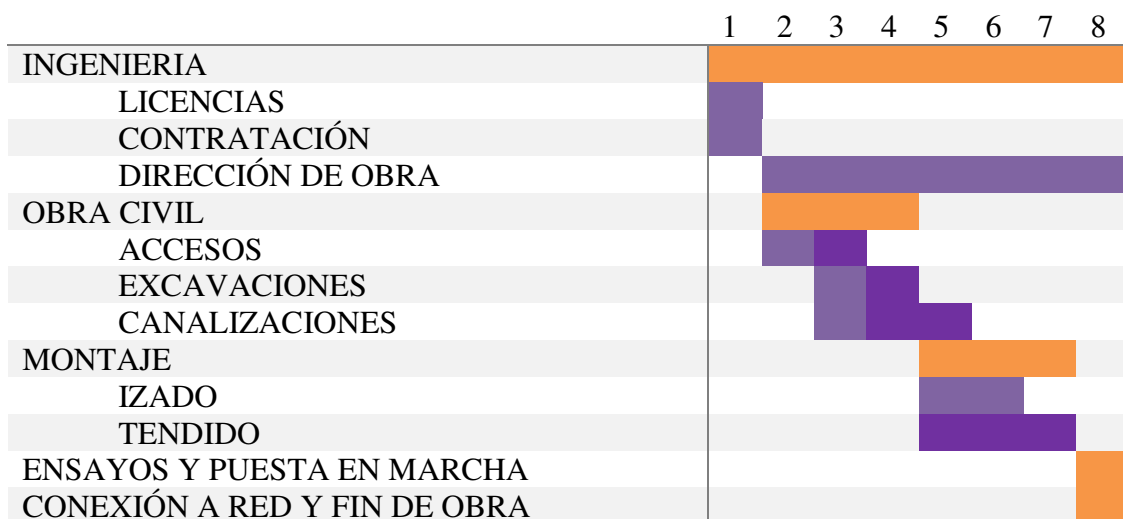 1 2 3 4 5 6 7 8
INGENIERIA
LICENCIAS
CONTRATACIÓN
DIRECCIÓN DE OBRA
OBRA CIVIL
ACCESOS
EXCAVACIONES
CANALIZACIONES
MONTAJE
IZADO
TENDIDO
ENSAYOS Y PUESTA EN MARCHA
CONEXIÓN A RED Y FIN DE OBRA